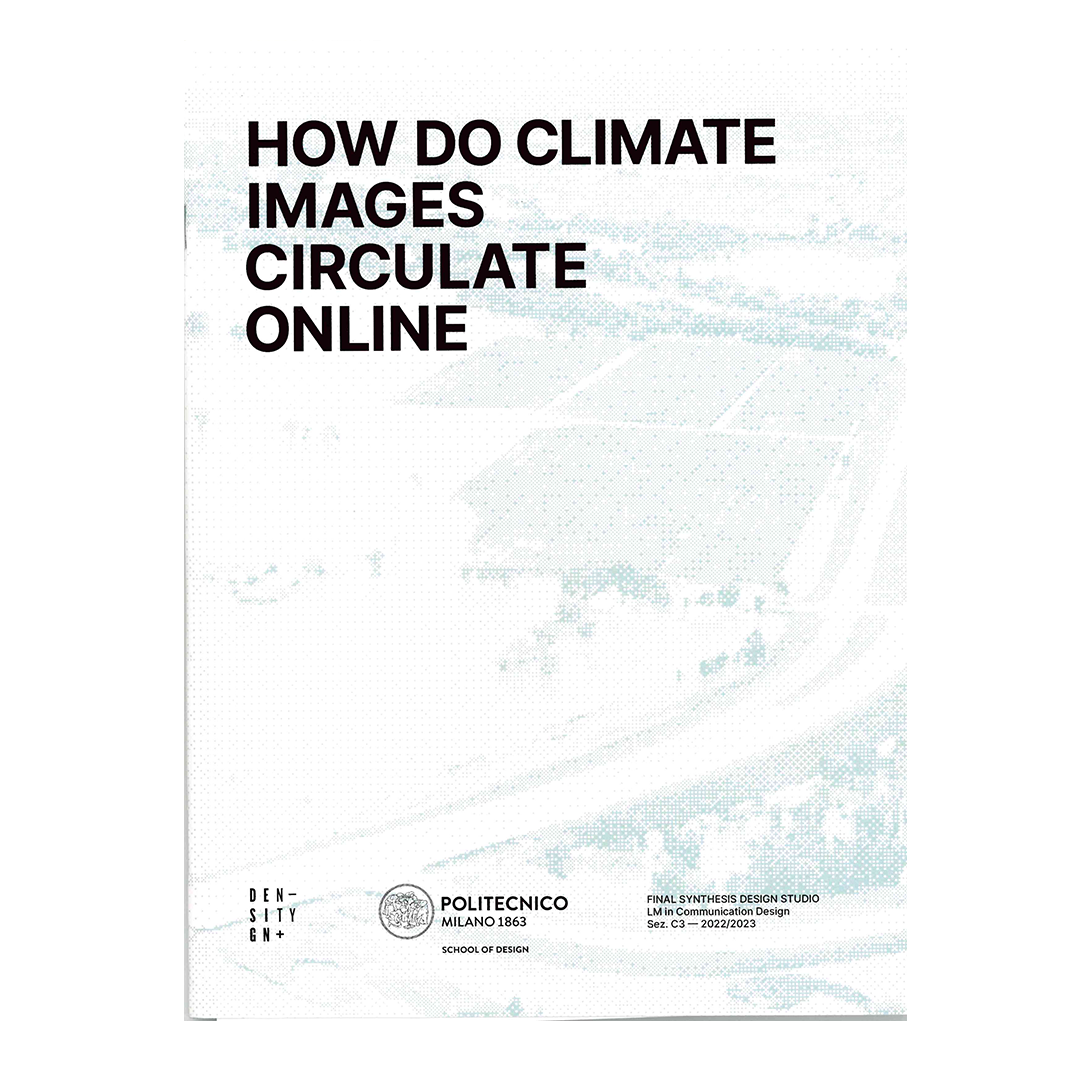 HOW DO CLIMATE
IMAGES
CIRCULATE
ONLINE
DEN–
SITY
GN+
POLITECNICO
MILANO 1863
SCHOOL OF DESIGN
FINAL SYNTHESIS DESIGN STUDIO
LM in Communication Design
Sez. C3 — 2022/2023